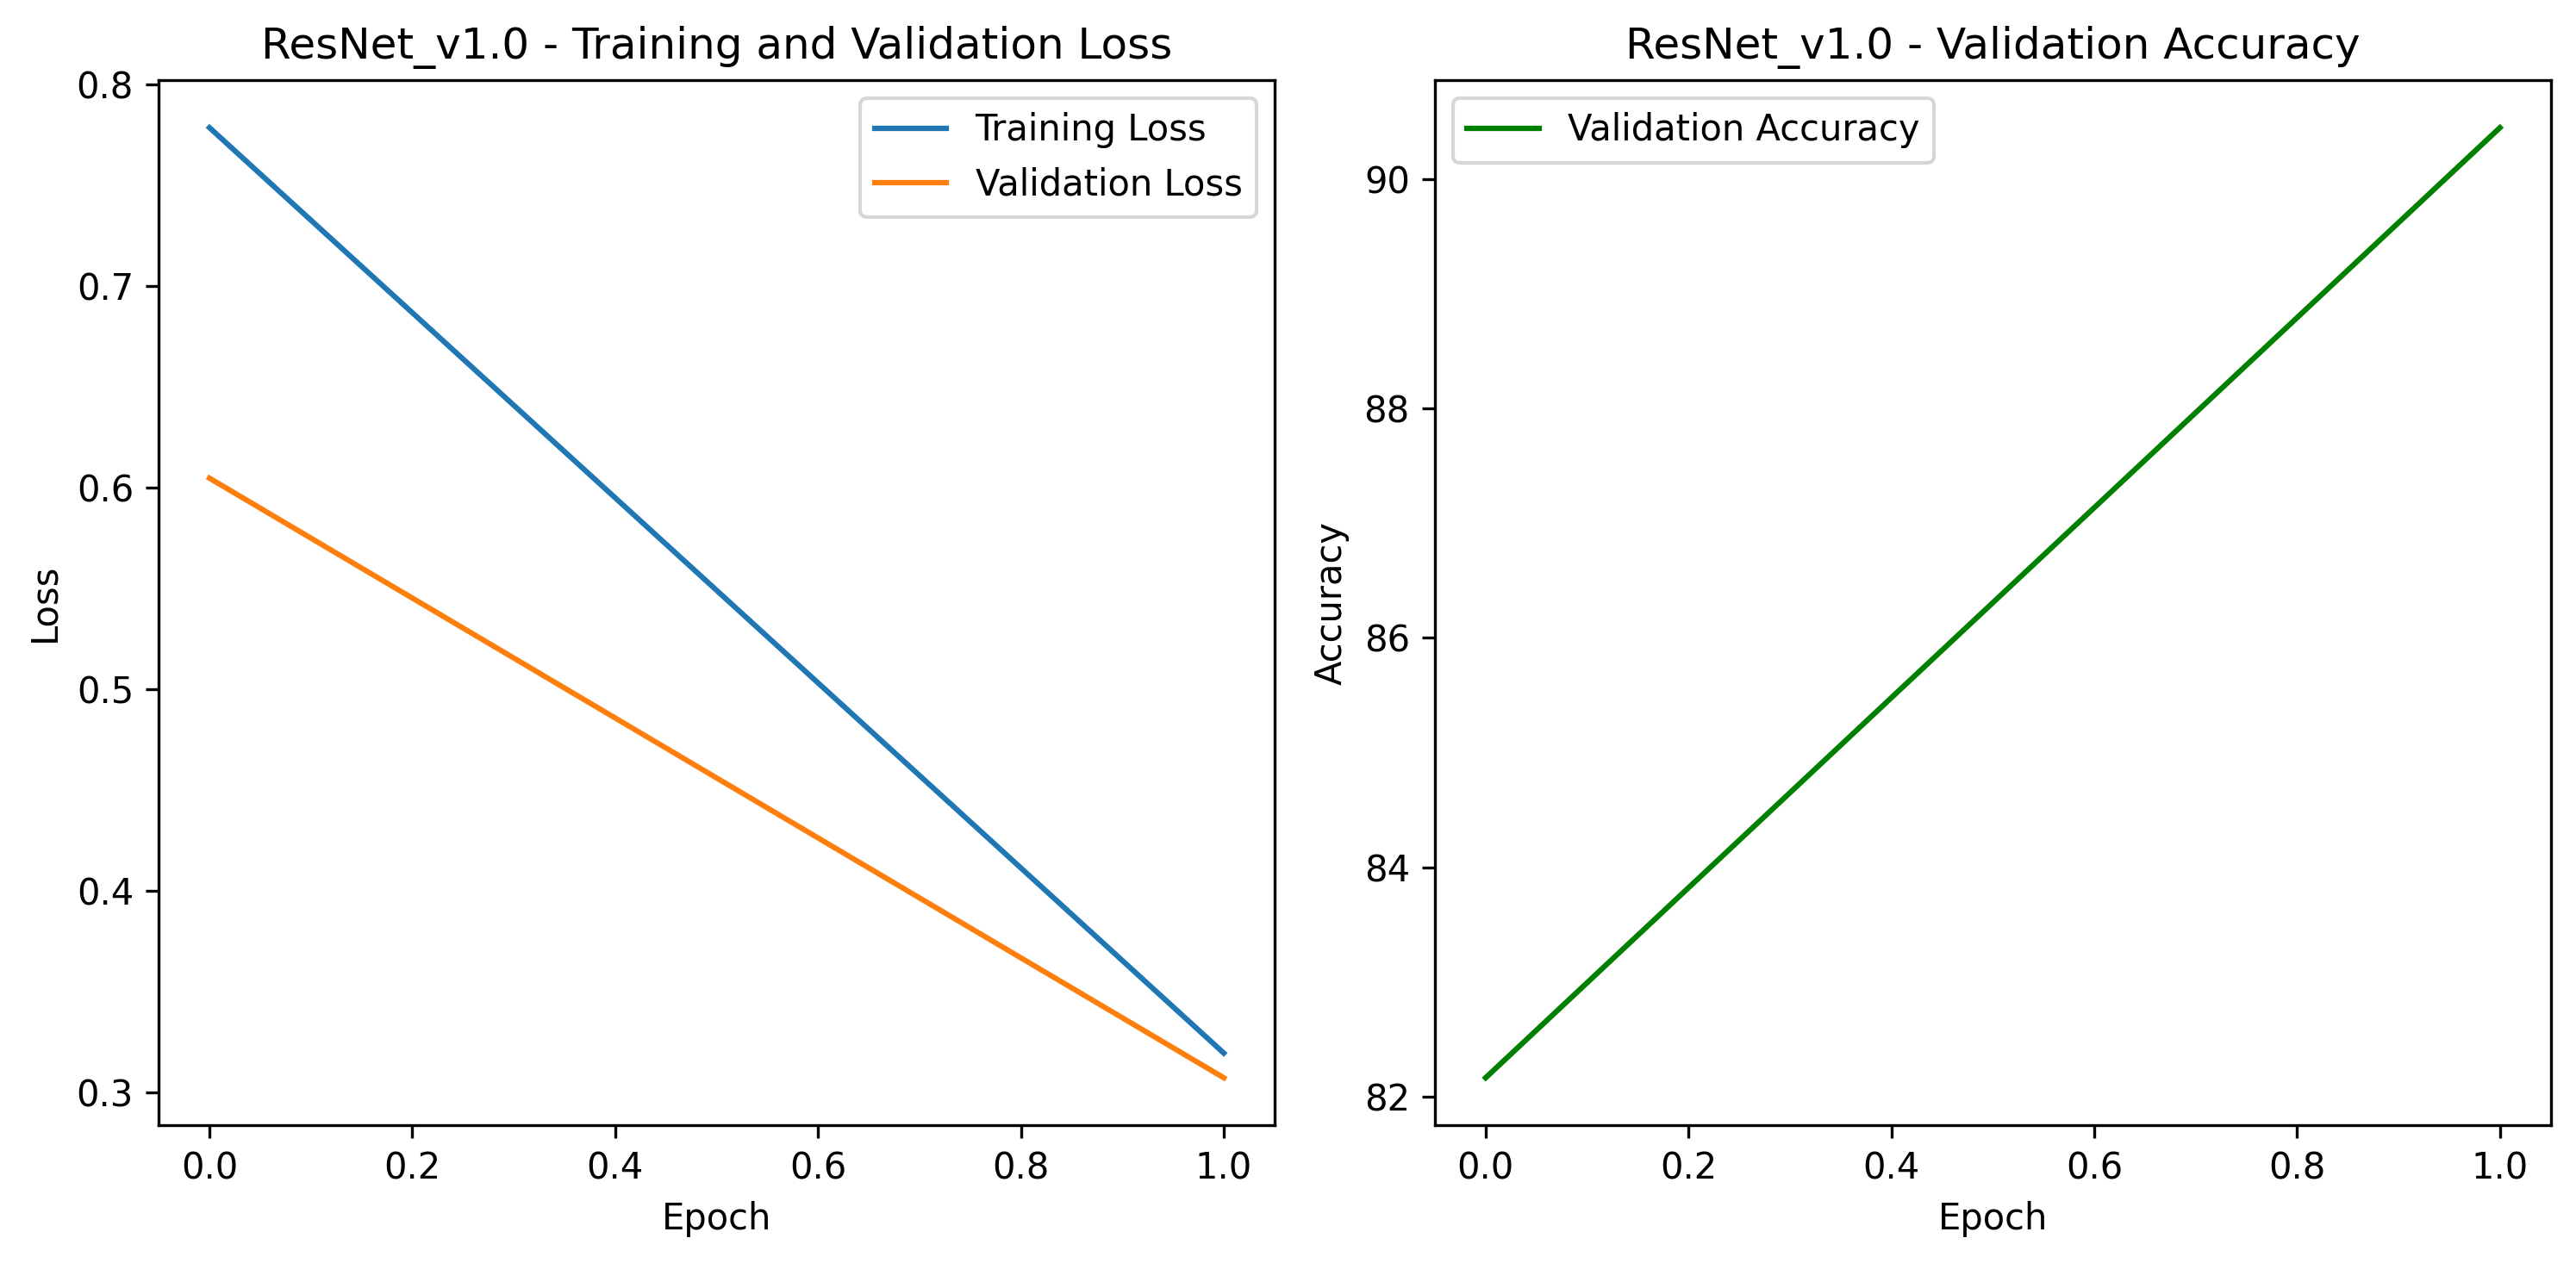 ResNet_v1.0 - Training and Validation Loss
Training Loss
Validation Loss
0.8
0.7
0.6
0.5
0.4
0.3
Loss
0.0 0.2 0.4 0.6 0.8 1.0
Epoch
ResNet_v1.0 - Validation Accuracy
Validation Accuracy
90
88
86
84
82
Accuracy
0.0 0.2 0.4 0.6 0.8 1.0
Epoch